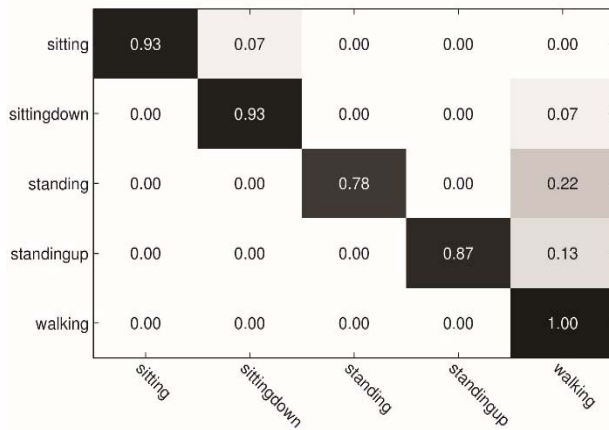 sitting 0.93 0.07 0.00 0.00 0.00
sittingdown 0.00 0.93 0.00 0.00 0.07
standing 0.00 0.00 0.78 0.00 0.22
standingup 0.00 0.00 0.00 0.87 0.13
walking 0.00 0.00 0.00 0.00 1.00
sitting sittingdown standing standingup walking